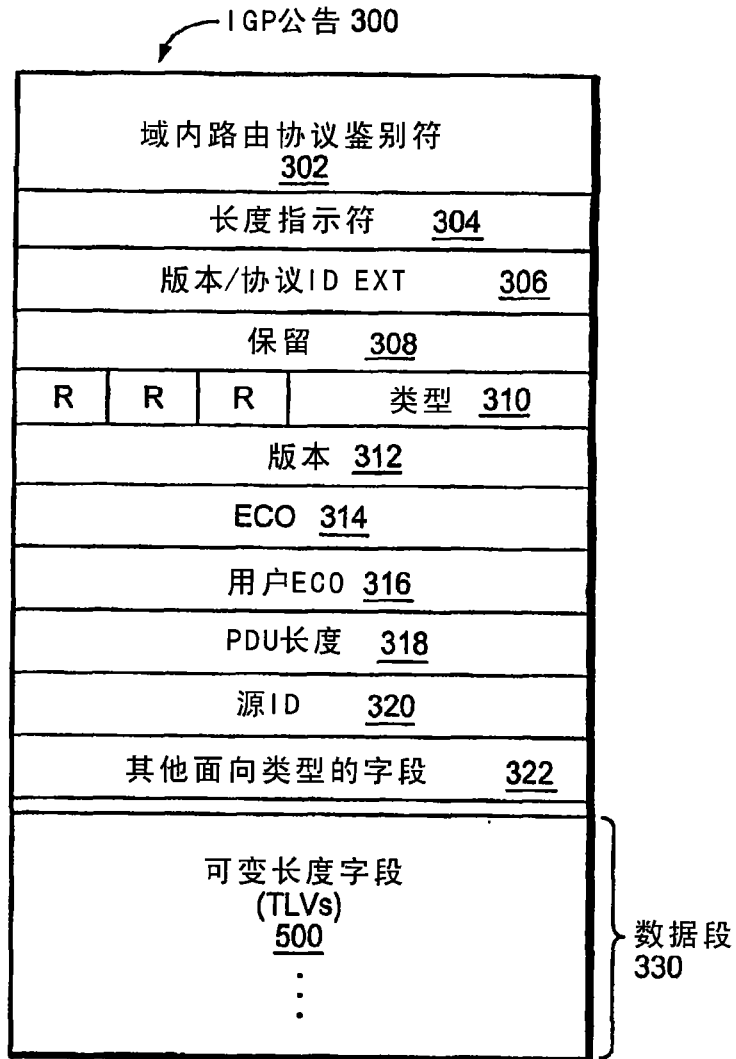 IGP公告 300
域内路由协议鉴别符
302
长度指示符 304
版本/协议ID EXT 306
保留 308
R R R 类型 310
版本 312
ECO 314
用户ECO 316
PDU长度 318
源ID 320
其他面向类型的字段 322
可变长度字段
(TLVs)
500
数据段
330